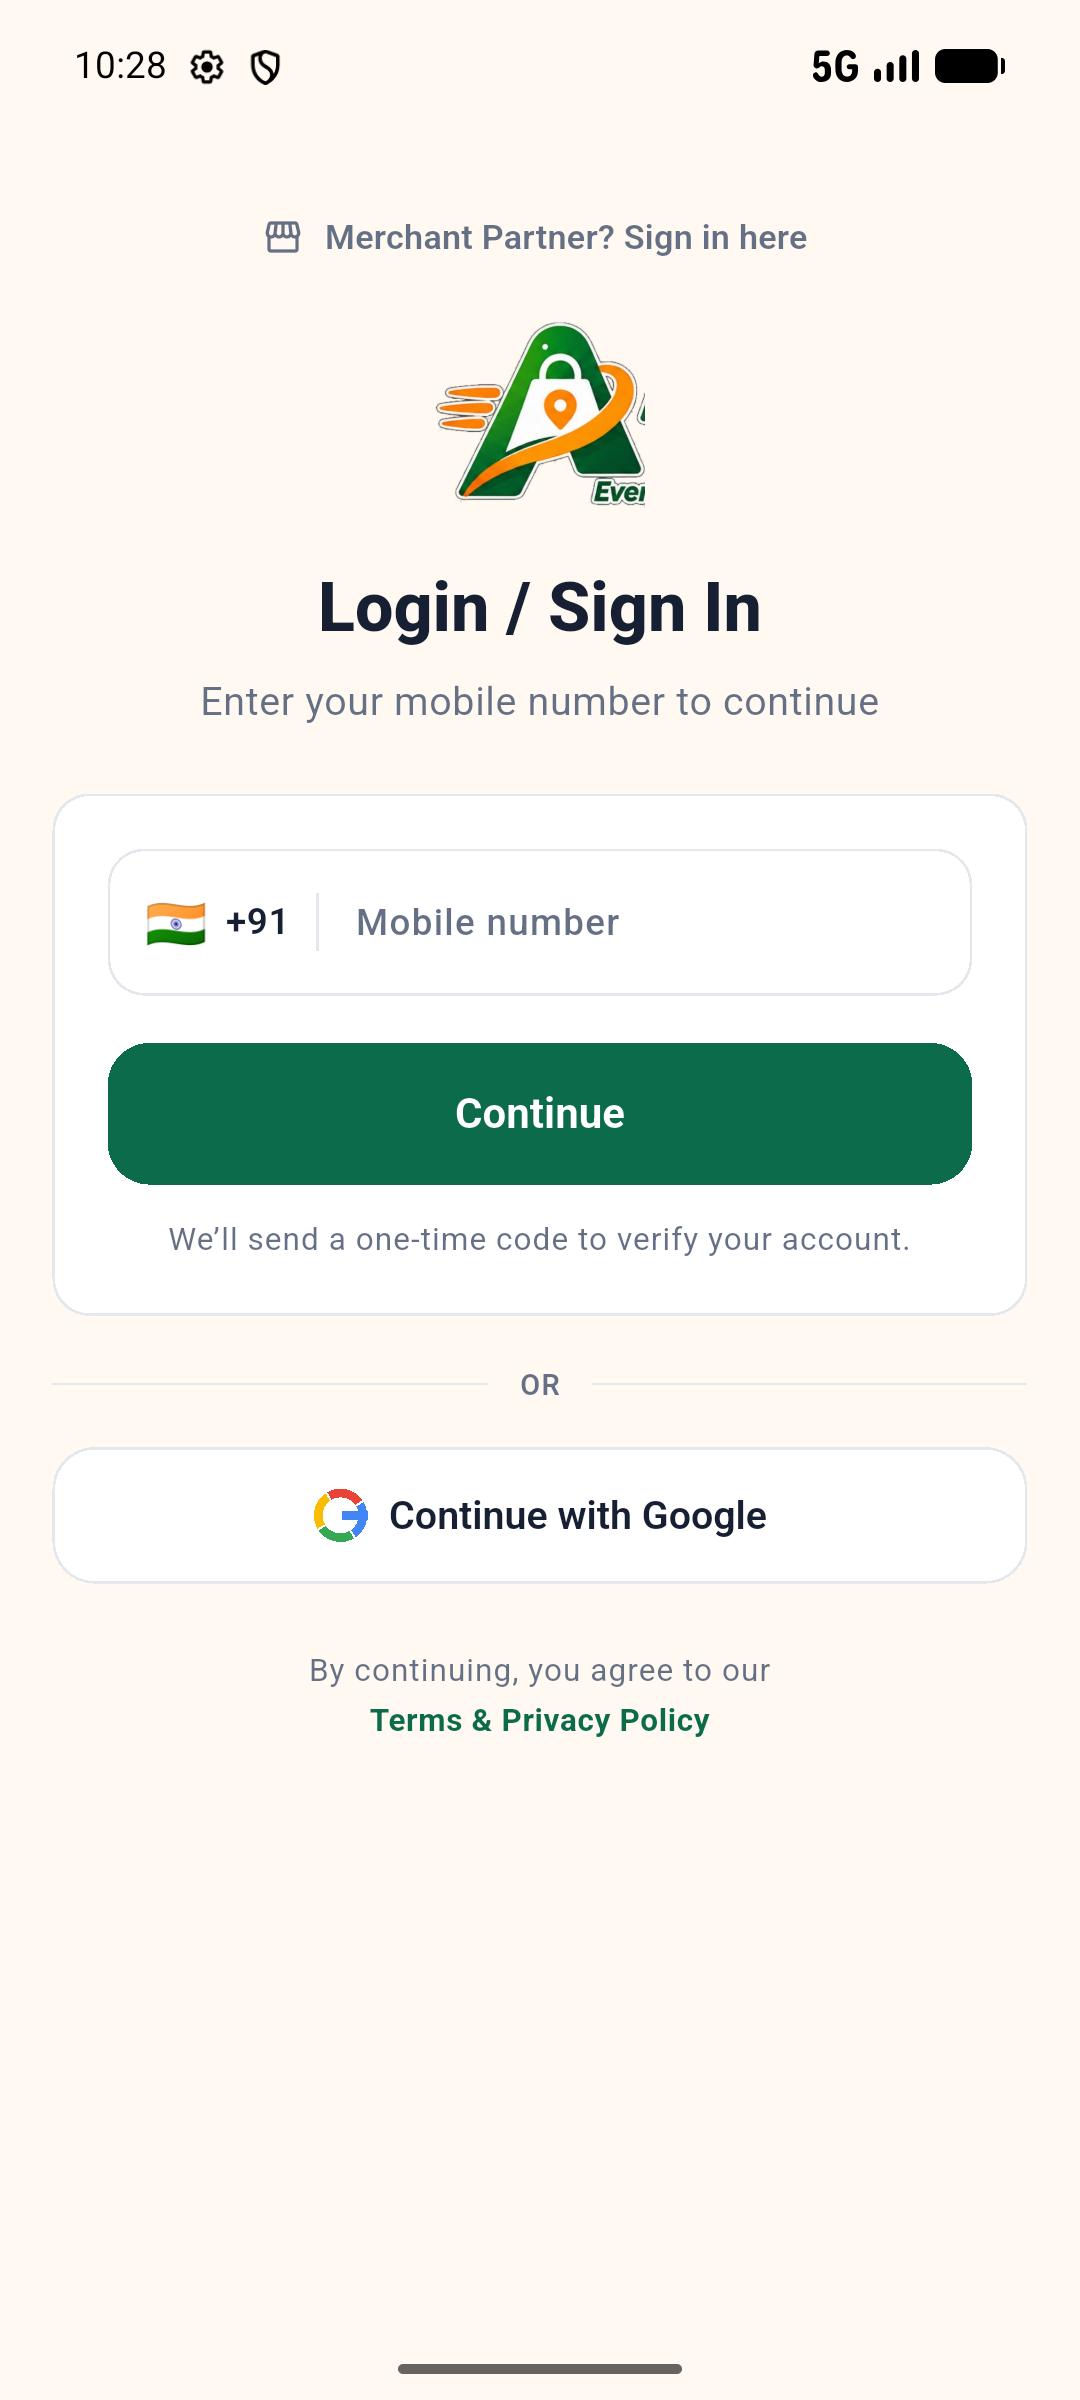 10:28
5G
Merchant Partner? Sign in here
Login / Sign In
Enter your mobile number to continue
+91
Mobile number
Continue
We’ll send a one-time code to verify your account.
OR
Continue with Google
By continuing, you agree to our
Terms & Privacy Policy